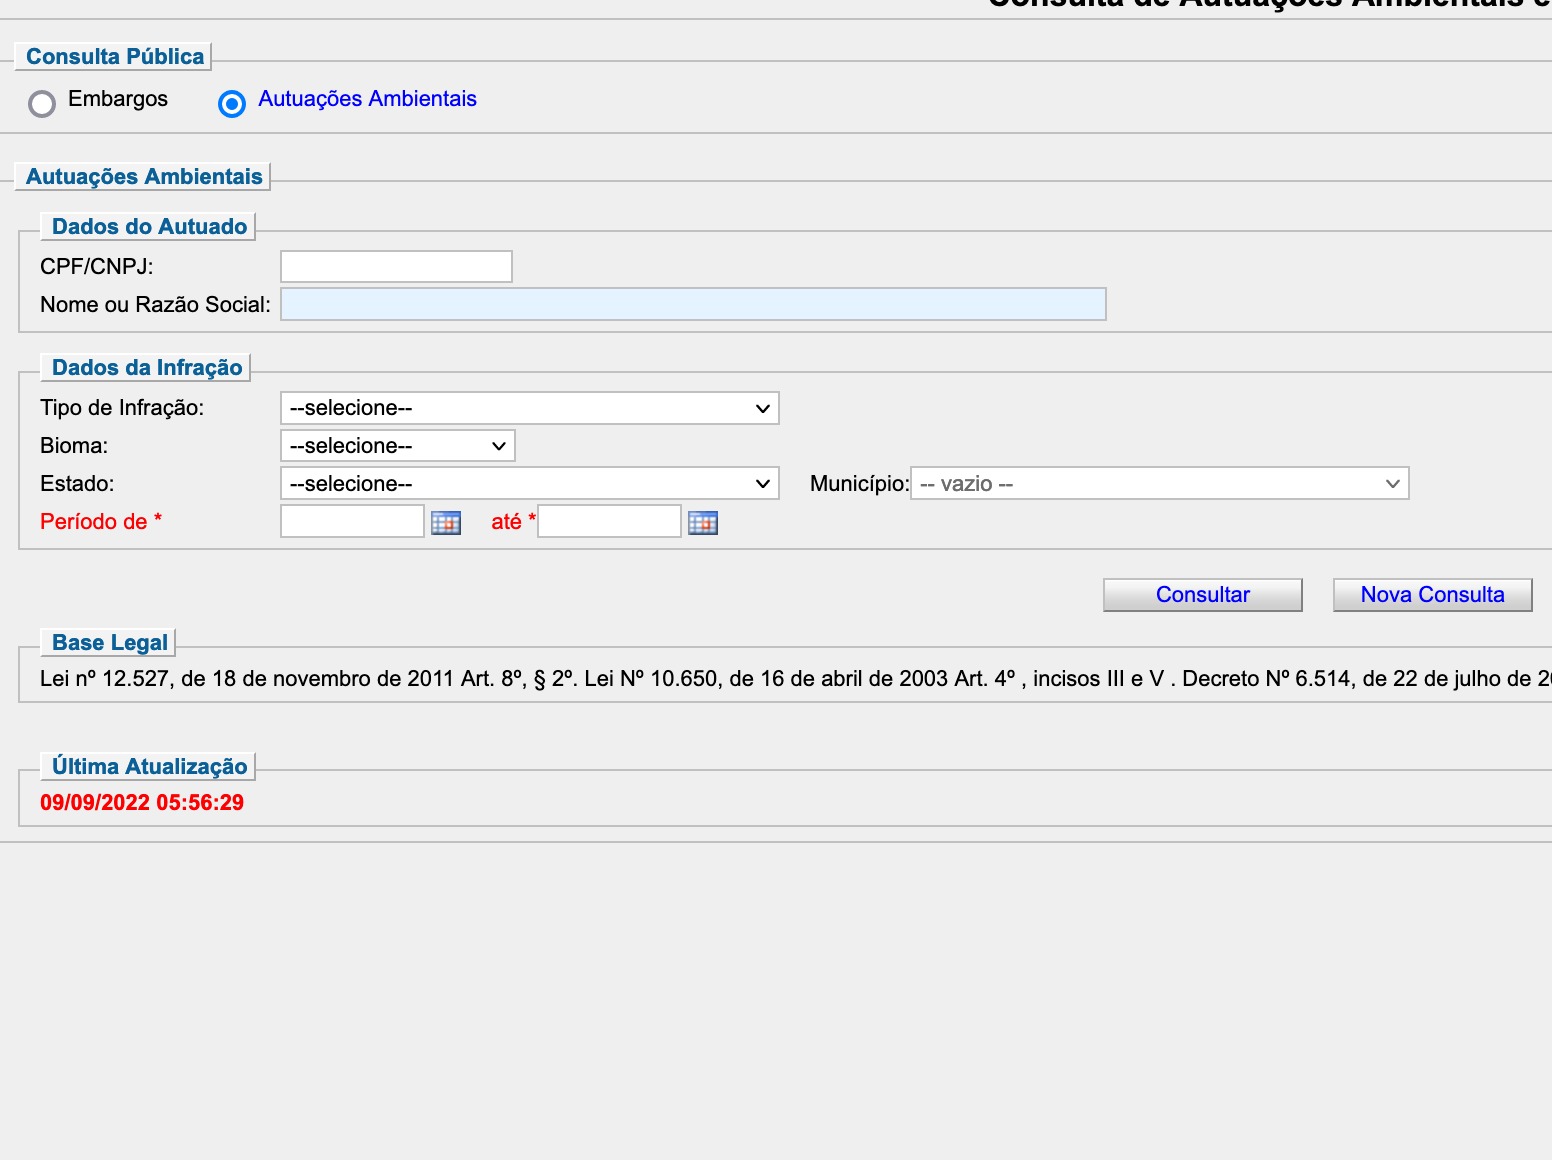 Consulta de Autuações Ambientais e
Consulta Pública
Embargos Autuações Ambientais
Autuações Ambientais
Dados do Autuado
CPF/CNPJ:
Nome ou Razão Social:
Dados da Infração
Tipo de Infração: --selecione--
Bioma: --selecione--
Estado: --selecione-- Município: -- vazio --
Período de * até *
Consultar Nova Consulta
Base Legal
Lei nº 12.527, de 18 de novembro de 2011 Art. 8º, § 2º. Lei Nº 10.650, de 16 de abril de 2003 Art. 4º , incisos III e V . Decreto Nº 6.514, de 22 de julho de
Última Atualização
09/09/2022 05:56:29